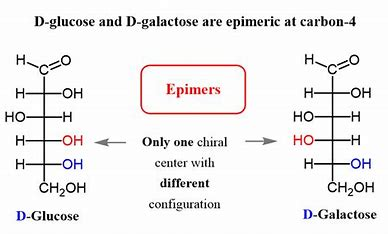 D-glucose and D-galactose are epimeric at carbon-4
H O
H OH
HO H
H OH
H OH
CH₂OH
D-Glucose
Epimers
Only one chiral
center with
different
configuration
H O
H OH
HO H
HO H
H OH
CH₂OH
D-Galactose